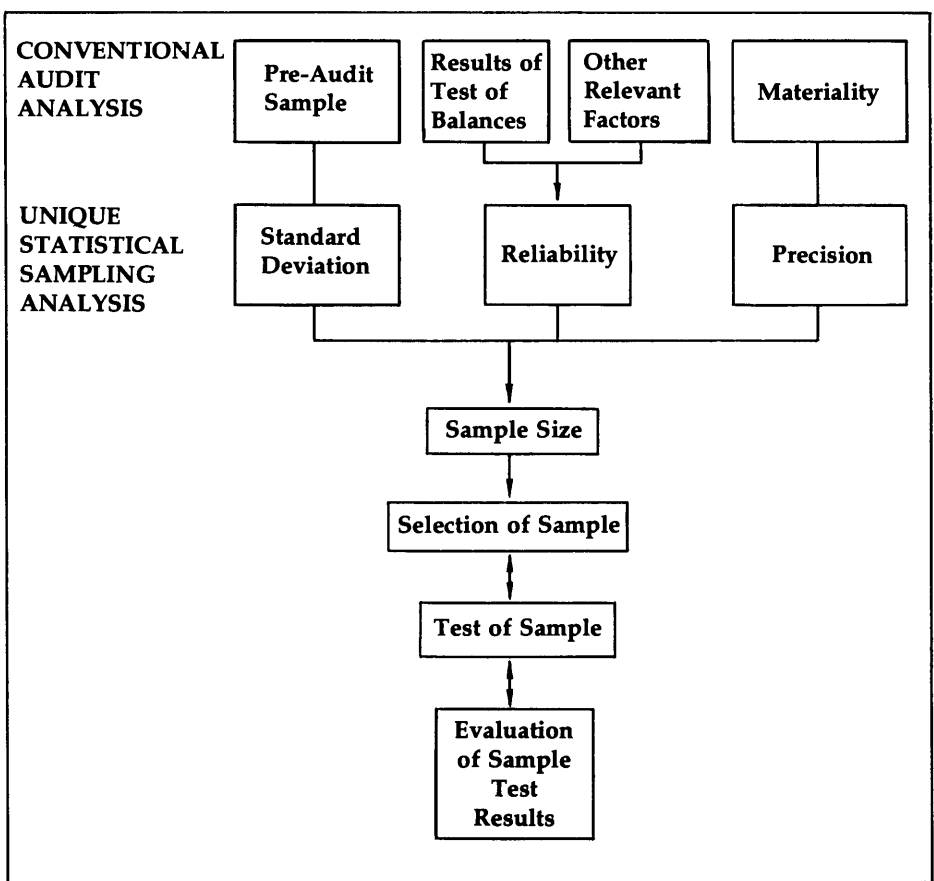 CONVENTIONAL
AUDIT
ANALYSIS
Pre-Audit
Sample
Results of
Test of
Balances
Other
Relevant
Factors
Materiality
UNIQUE
STATISTICAL
SAMPLING
ANALYSIS
Standard
Deviation
Reliability
Precision
Sample Size
Selection of Sample
Test of Sample
Evaluation
of Sample
Test
Results